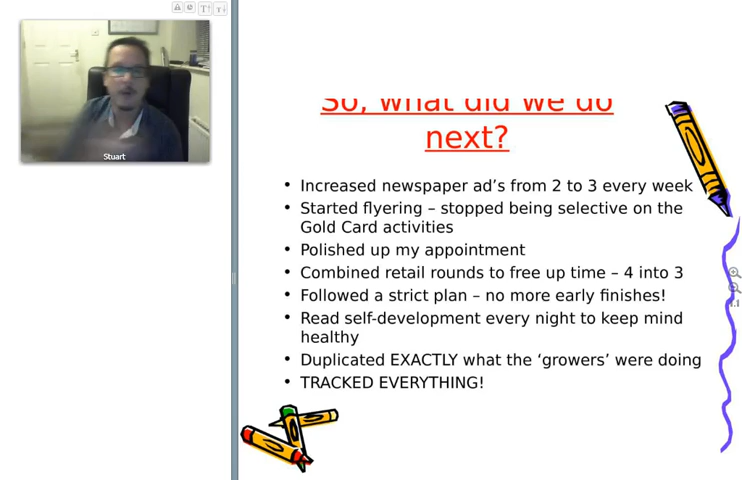 Stuart
So, what did we do
next?
• Increased newspaper ad's from 2 to 3 every week
• Started flyering – stopped being selective on the
Gold Card activities
• Polished up my appointment
• Combined retail rounds to free up time – 4 into 3
• Followed a strict plan – no more early finishes!
• Read self-development every night to keep mind
healthy
• Duplicated EXACTLY what the ‘growers’ were doing
• TRACKED EVERYTHING!